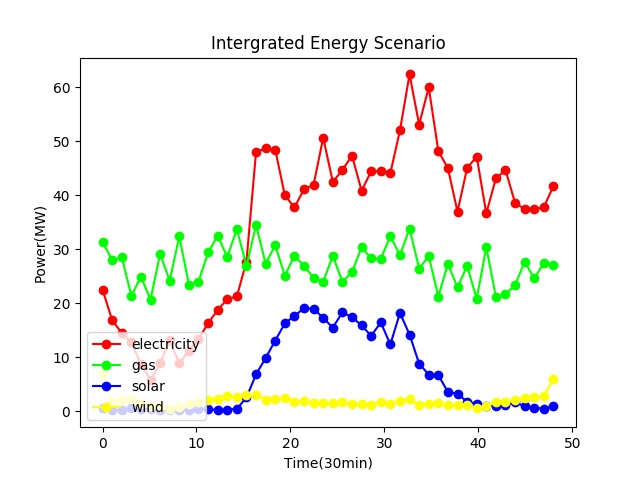 Intergrated Energy Scenario
Power(MW)
60
50
40
30
20
10
0
electricity
gas
solar
wind
0 10 20 30 40 50
Time(30min)